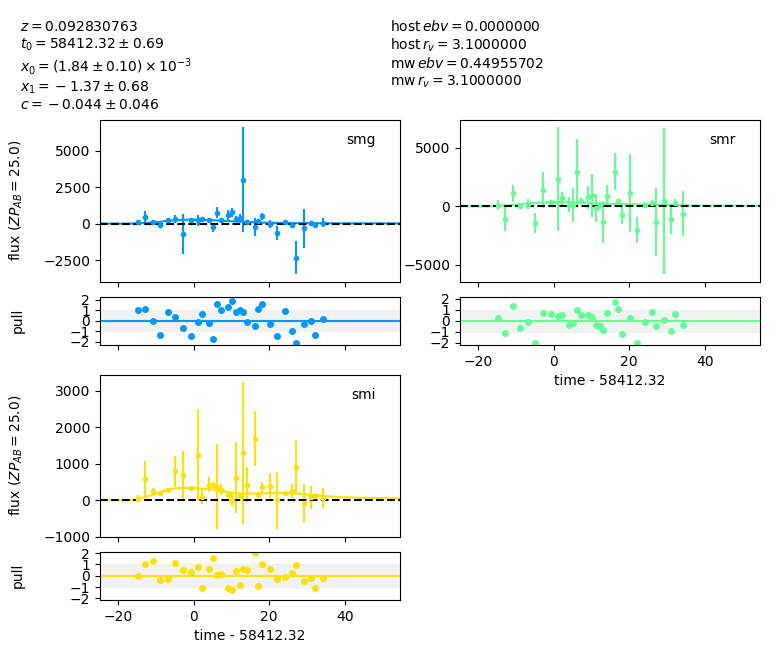 z = 0.092830763
t₀ = 58412.32 ± 0.69
x₀ = (1.84 ± 0.10) × 10⁻³
x₁ = −1.37 ± 0.68
c = −0.044 ± 0.046
host ebv = 0.0000000
host r_v = 3.1000000
mw ebv = 0.44955702
mw r_v = 3.1000000
smg
flux (ZP_AB = 25.0)
5000
2500
0
−2500
smr
5000
0
−5000
pull
2
1
0
−1
−2
2
1
0
−1
−2
−20
0
20
40
time - 58412.32
smi
flux (ZP_AB = 25.0)
3000
2000
1000
0
−1000
pull
2
1
0
−1
−2
−20
0
20
40
time - 58412.32